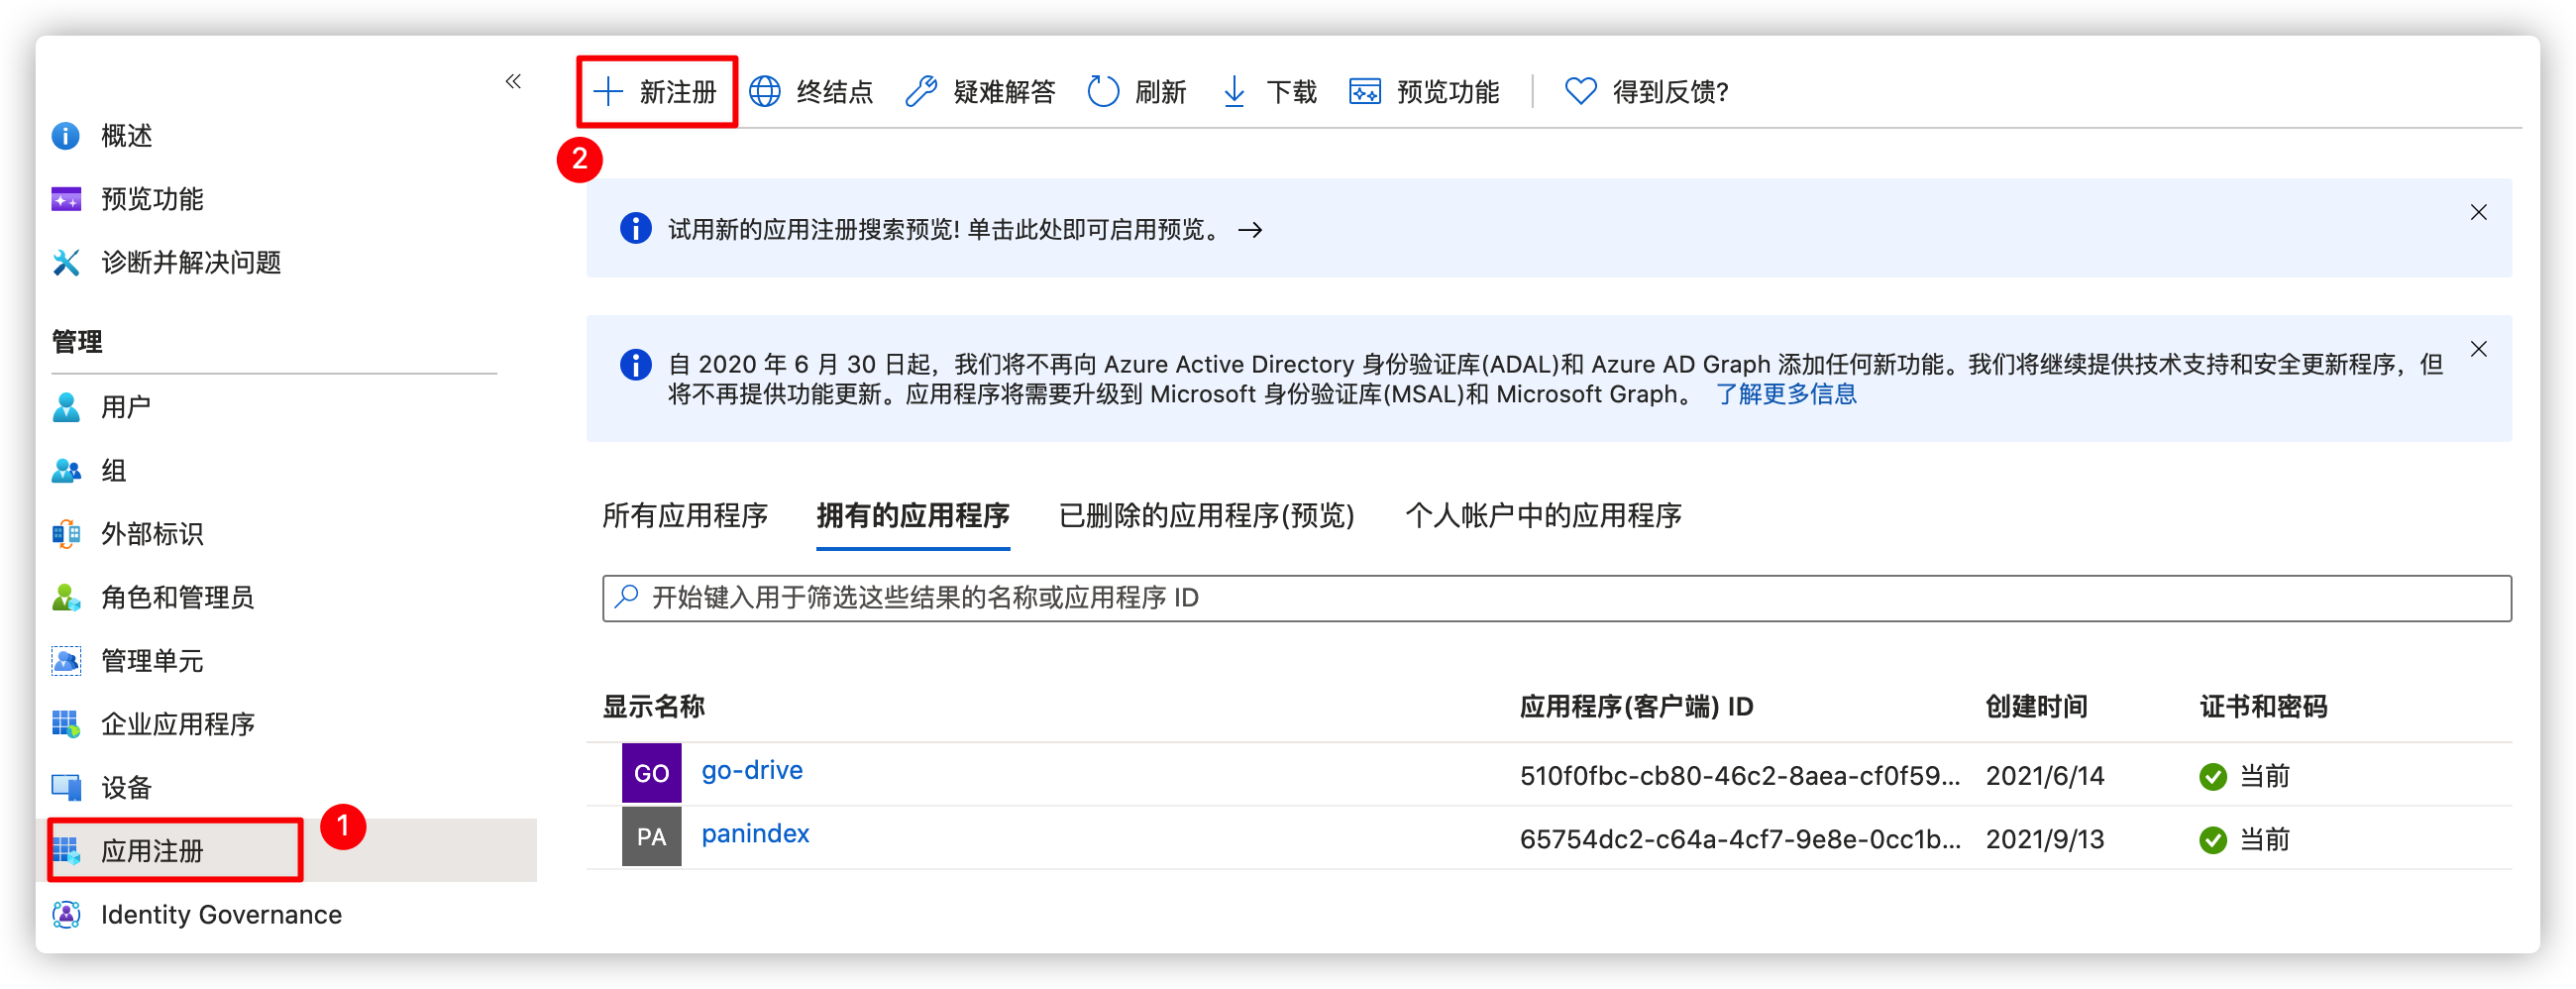 概述
预览功能
诊断并解决问题
管理
用户
组
外部标识
角色和管理员
管理单元
企业应用程序
设备
应用注册
1
Identity Governance
新注册 终结点 疑难解答 刷新 下载 预览功能 得到反馈?
2
试用新的应用注册搜索预览! 单击此处即可启用预览。 →
自 2020 年 6 月 30 日起，我们将不再向 Azure Active Directory 身份验证库(ADAL)和 Azure AD Graph 添加任何新功能。我们将继续提供技术支持和安全更新程序，但
将不再提供功能更新。应用程序将需要升级到 Microsoft 身份验证库(MSAL)和 Microsoft Graph。 了解更多信息
所有应用程序 拥有的应用程序 已删除的应用程序(预览) 个人帐户中的应用程序
开始键入用于筛选这些结果的名称或应用程序 ID
显示名称 应用程序(客户端) ID 创建时间 证书和密码
GO go-drive 510f0fbc-cb80-46c2-8aea-cf0f59... 2021/6/14 当前
PA panindex 65754dc2-c64a-4cf7-9e8e-0cc1b... 2021/9/13 当前